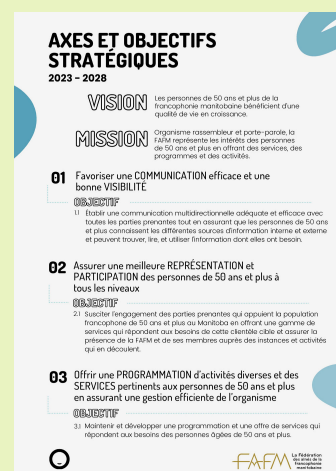 AXES ET OBJECTIFS
STRATÉGIQUES
2023 - 2028
VISION
Les personnes de 50 ans et plus de la
francophonie manitobaine bénéficient d'une
qualité de vie en croissance.
MISSION
Organisme rassembleur et porte-parole, la
FAFM représente les intérêts des personnes
de 50 ans et plus en offrant des services, des
programmes et des activités.
01 Favoriser une COMMUNICATION efficace et une
bonne VISIBILITÉ
OBJECTIF
1.1 Établir une communication multidirectionnelle adéquate et efficace avec
toutes les parties prenantes tout en assurant que les personnes de 50 ans
et plus connaissent les différentes sources d'information interne et externe
et peuvent trouver, lire, et utiliser l'information dont elles ont besoin.
02 Assurer une meilleure REPRÉSENTATION et
PARTICIPATION des personnes de 50 ans et plus à
tous les niveaux
OBJECTIF
2.1 Susciter l'engagement des parties prenantes qui appuient la population
francophone de 50 ans et plus au Manitoba en offrant une gamme de
services qui répondent aux besoins de cette clientèle cible et assurer la
présence de la FAFM et de ses membres auprès des instances et activités
qui en découlent.
03 Offrir une PROGRAMMATION d'activités diverses et des
SERVICES pertinents aux personnes de 50 ans et plus
en assurant une gestion efficiente de l'organisme
OBJECTIF
3.1 Maintenir et développer une programmation et une offre de services qui
répondent aux besoins des personnes âgées de 50 ans et plus.
FAFM
La Fédération
des aînés de la
francophonie
manitobaine